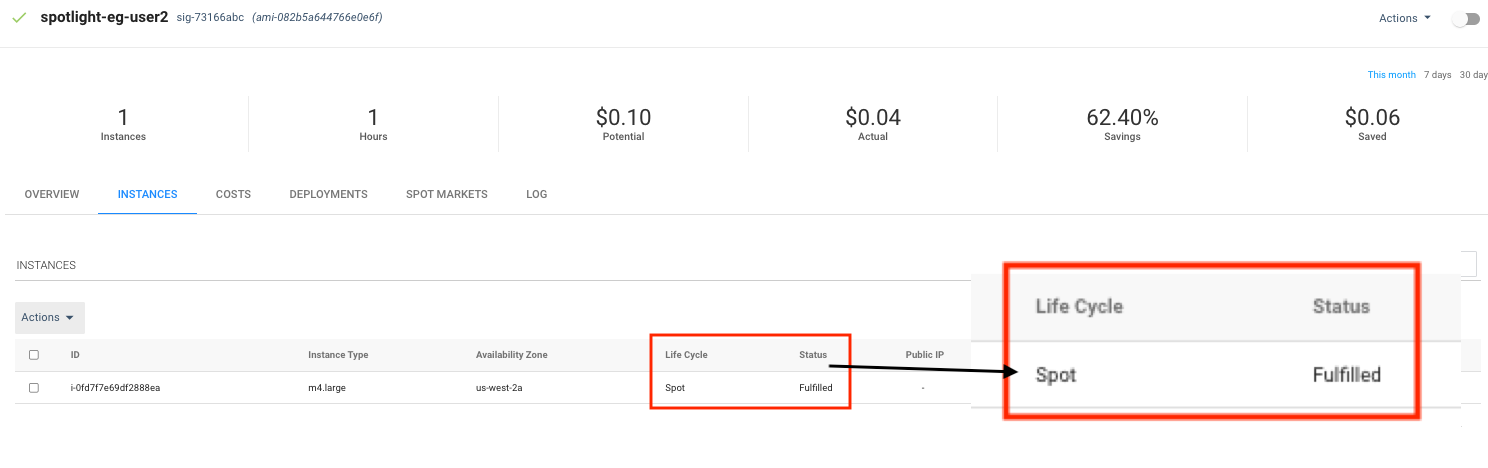 spotlight-eg-user2 sig-73166abc (ami-082b5a644766e0e6f) Actions
This month 7 days 30 day
1 1 $0.10 $0.04 62.40% $0.06
Instances Hours Potential Actual Savings Saved
OVERVIEW INSTANCES COSTS DEPLOYMENTS SPOT MARKETS LOG
INSTANCES
Actions
ID Instance Type Availability Zone Life Cycle Status Public IP
i-0fd7f7e69df2888ea m4.large us-west-2a Spot Fulfilled -
Life Cycle Status
Spot Fulfilled